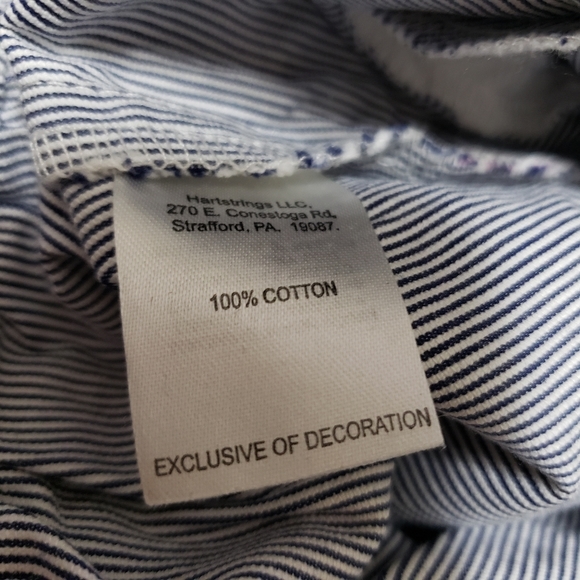 Hartstrings LLC,
270 E. Conestoga Rd,
Strafford, PA. 19087.
100% COTTON
EXCLUSIVE OF DECORATION